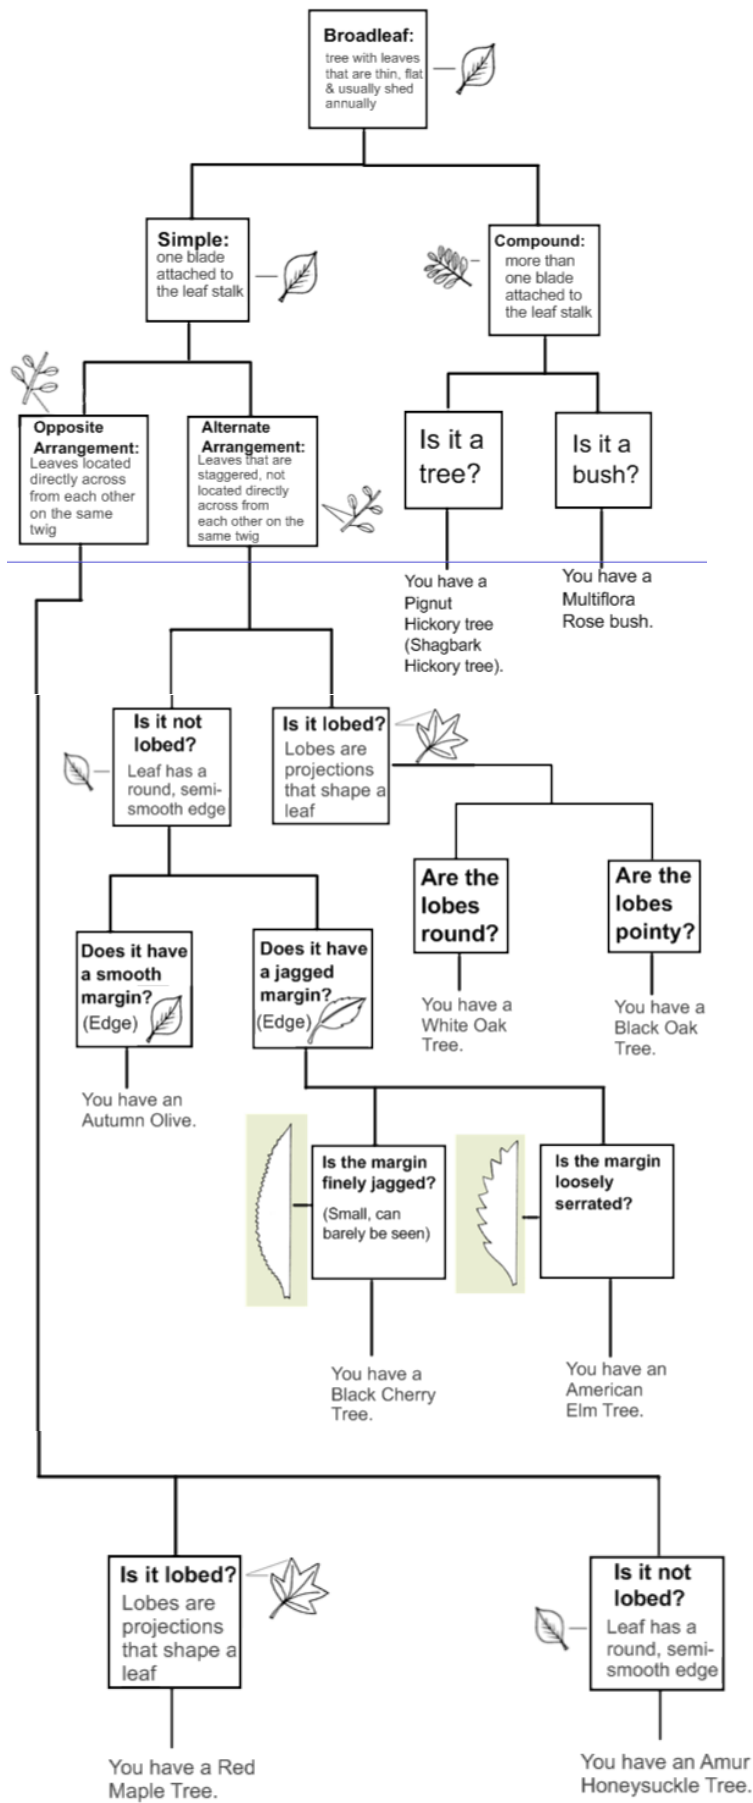 Broadleaf:
tree with leaves
that are thin, flat
& usually shed
annually
Simple:
one blade
attached to
the leaf stalk
Compound:
more than
one blade
attached to
the leaf stalk
Opposite
Arrangement:
Leaves located
directly across
from each other
on the same
twig
Alternate
Arrangement:
Leaves that are
staggered, not
located directly
across from
each other on the
same twig
Is it a
tree?
Is it a
bush?
You have a
Pignut
Hickory tree
(Shagbark
Hickory tree).
You have a
Multiflora
Rose bush.
Is it not
lobed?
Leaf has a
round, semi-
smooth edge
Is it lobed?
Lobes are
projections
that shape a
leaf
Are the
lobes
round?
Are the
lobes
pointy?
Does it have
a smooth
margin?
(Edge)
Does it have
a jagged
margin?
(Edge)
You have a
White Oak
Tree.
You have a
Black Oak
Tree.
You have an
Autumn Olive.
Is the margin
finely jagged?
(Small, can
barely be seen)
Is the margin
loosely
serrated?
You have a
Black Cherry
Tree.
You have an
American
Elm Tree.
Is it lobed?
Lobes are
projections
that shape a
leaf
Is it not
lobed?
Leaf has a
round, semi-
smooth edge
You have a Red
Maple Tree.
You have an Amur
Honeysuckle Tree.